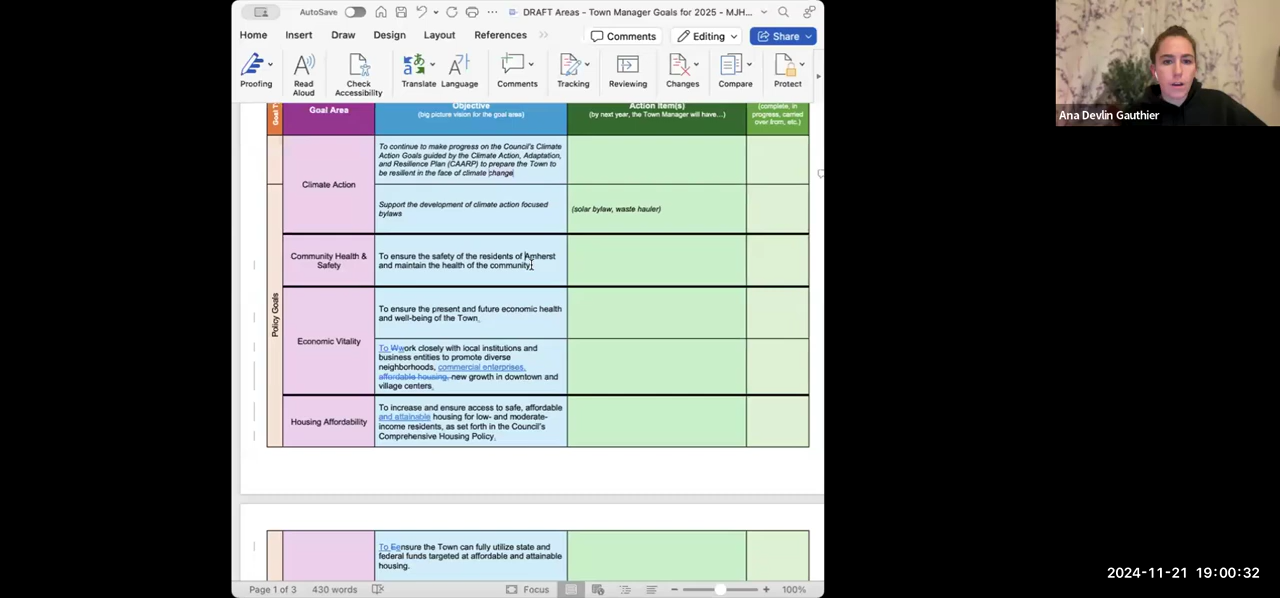 AutoSave
DRAFT Areas - Town Manager Goals for 2025 - MJH...
Home Insert Draw Design Layout References
Comments Editing Share
Proofing Read Aloud Check Accessibility Translate Language Comments Tracking Reviewing Changes Compare Protect
Goal Area
Objective
(big picture vision for the goal area)
Action Item(s)
(by next year, the Town Manager will have...)
(complete, in
progress, carried
over from, etc.)
Policy Goals
Climate Action
To continue to make progress on the Council's Climate
Action Goals guided by the Climate Action, Adaptation,
and Resilience Plan (CAARP) to prepare the Town to
be resilient in the face of climate change
Support the development of climate action focused
bylaws
(solar bylaw, waste hauler)
Community Health &
Safety
To ensure the safety of the residents of Amherst
and maintain the health of the community.
Economic Vitality
To ensure the present and future economic health
and well-being of the Town.
To Wwork closely with local institutions and
business entities to promote diverse
neighborhoods, commercial enterprises,
affordable housing, new growth in downtown and
village centers.
Housing Affordability
To increase and ensure access to safe, affordable
and attainable housing for low- and moderate-
income residents, as set forth in the Council's
Comprehensive Housing Policy.
To Eensure the Town can fully utilize state and
federal funds targeted at affordable and attainable
housing.
Page 1 of 3 430 words Focus 100%
Ana Devlin Gauthier
2024-11-21 19:00:32